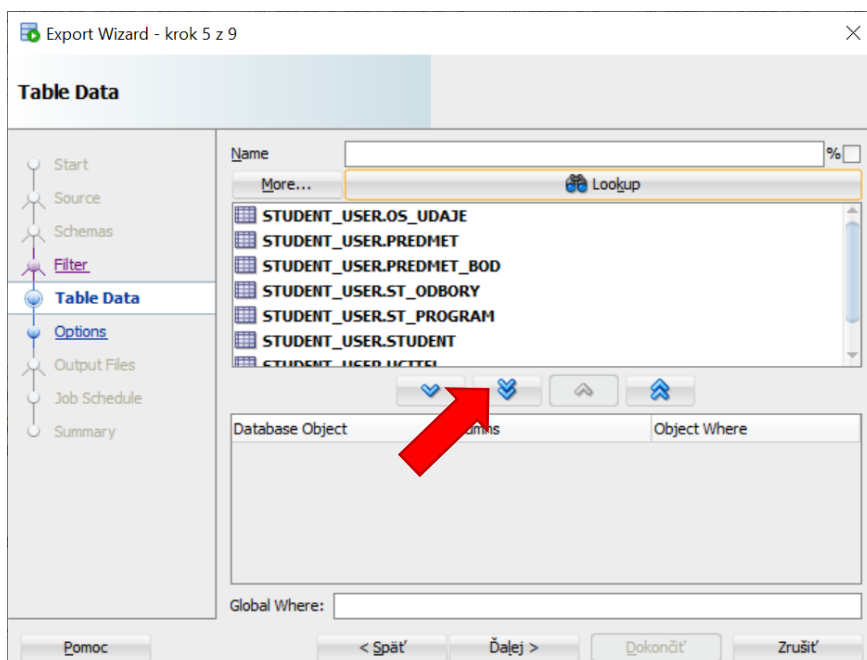 Export Wizard - krok 5 z 9
Table Data
Start
Source
Schemas
Filter
Table Data
Options
Output Files
Job Schedule
Summary
Name
%
More...
Lookup
STUDENT_USER.OS_UDAJE
STUDENT_USER.PREDMET
STUDENT_USER.PREDMET_BOD
STUDENT_USER.ST_ODBORY
STUDENT_USER.ST_PROGRAM
STUDENT_USER.STUDENT
STUDENT_USER.UCITEL
Database Object
Object Where
Global Where:
Pomoc
< Späť
Ďalej >
Dokončiť
Zrušiť